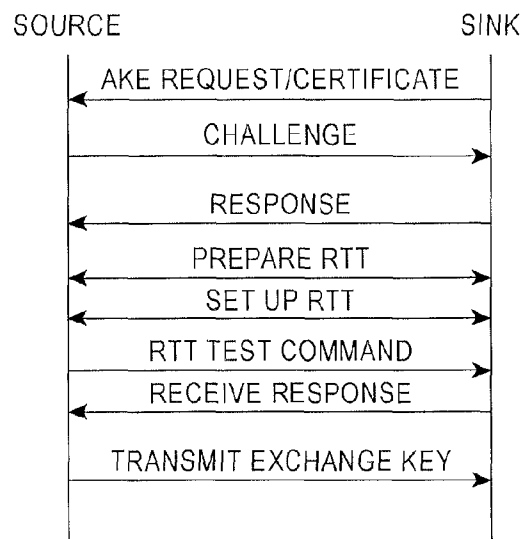 SOURCE
SINK
AKE REQUEST/CERTIFICATE
CHALLENGE
RESPONSE
PREPARE RTT
SET UP RTT
RTT TEST COMMAND
RECEIVE RESPONSE
TRANSMIT EXCHANGE KEY